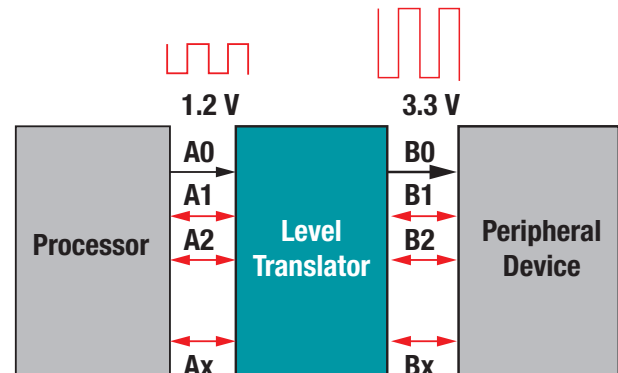 1.2 V 3.3 V
A0 B0
A1 B1
A2 B2
Processor
Level
Translator
Peripheral
Device
Ax Bx